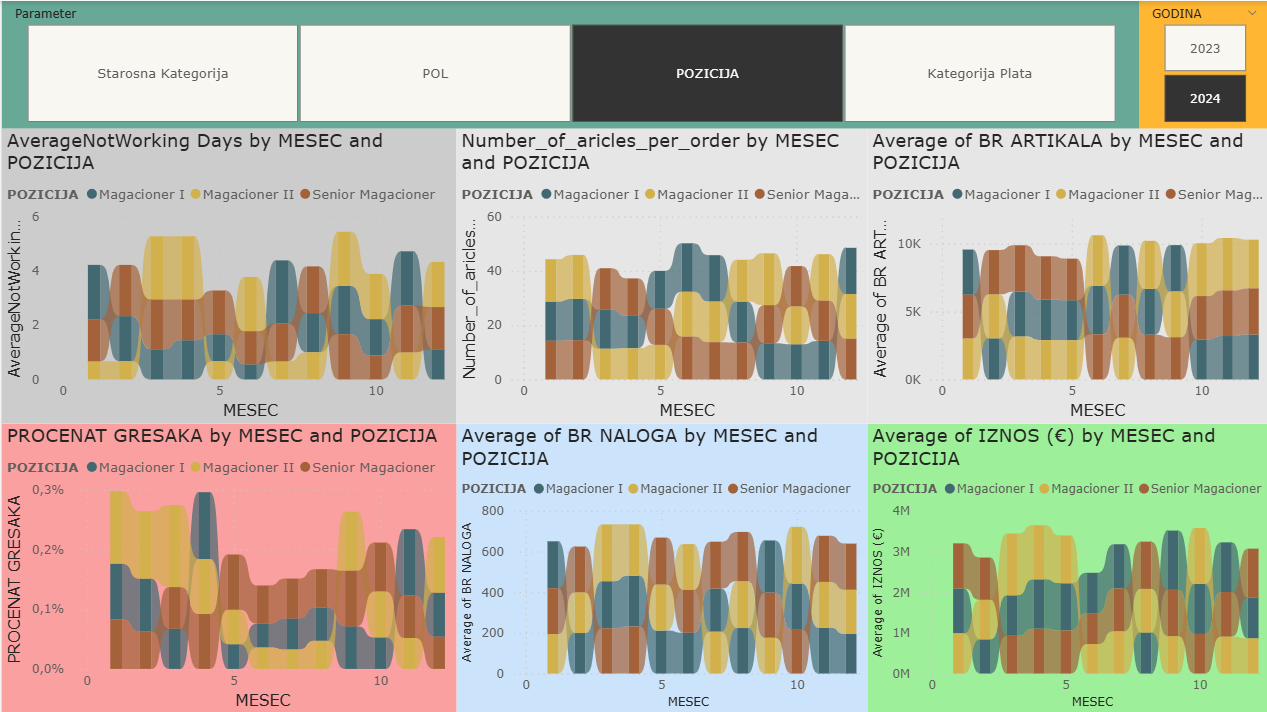 Parameter
GODINA
Starosna Kategorija
POL
POZICIJA
Kategorija Plata
2023
2024
AverageNotWorking Days by MESEC and
POZICIJA
POZICIJA Magacioner I Magacioner II Senior Magacioner
AverageNotWorkin...
6
4
2
0
0 5 10
MESEC
Number_of_aricles_per_order by MESEC
and POZICIJA
POZICIJA Magacioner I Magacioner II Senior Maga...
Number_of_aricles...
60
40
20
0
0 5 10
MESEC
Average of BR ARTIKALA by MESEC and
POZICIJA
POZICIJA Magacioner I Magacioner II Senior Mag...
Average of BR ART...
10K
5K
0K
0 5 10
MESEC
PROCENAT GRESAKA by MESEC and POZICIJA
POZICIJA Magacioner I Magacioner II Senior Magacioner
PROCENAT GRESAKA
0,3%
0,2%
0,1%
0,0%
0 5 10
MESEC
Average of BR NALOGA by MESEC and
POZICIJA
POZICIJA Magacioner I Magacioner II Senior Magacioner
Average of BR NALOGA
800
600
400
200
0
0 5 10
MESEC
Average of IZNOS (€) by MESEC and
POZICIJA
POZICIJA Magacioner I Magacioner II Senior Magacioner
Average of IZNOS (€)
4M
3M
2M
1M
0M
0 5 10
MESEC